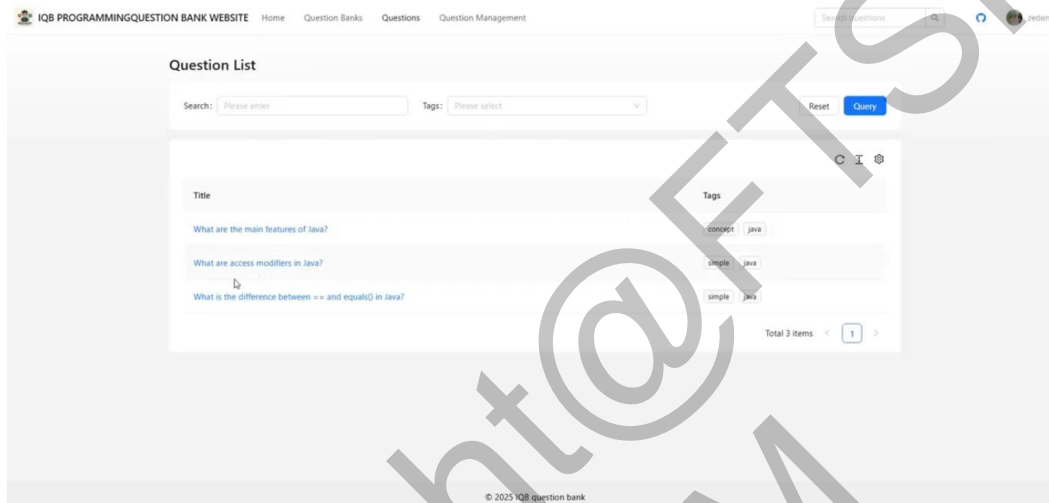 IQB PROGRAMMINGQUESTION BANK WEBSITE Home Question Banks Questions Question Management Search questions zeden
Question List
Search: Please enter Tags: Please select Reset Query
Title Tags
What are the main features of Java? concept java
What are access modifiers in Java? simple java
What is the difference between == and equals() in Java? simple java
Total 3 items < 1 >
© 2025 IQB question bank
ht@FTS
M